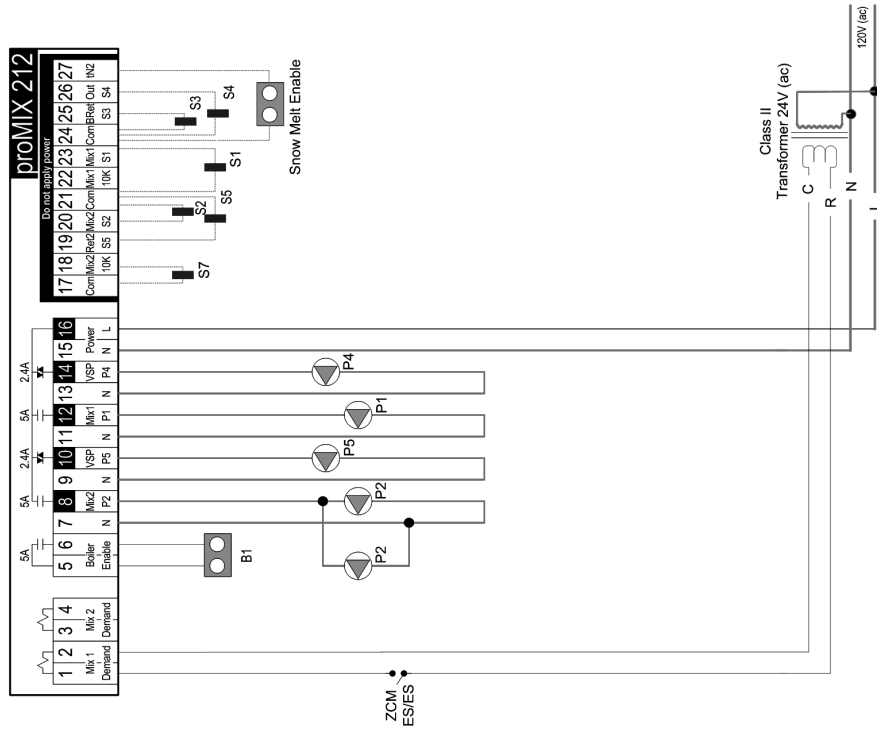 proMIX 212
Do not apply power
5A 5A 2.4A 5A 2.4A
1 2 3 4 5 6 7 8 9 10 11 12 13 14 15 16 17 18 19 20 21 22 23 24 25 26 27
Mix 1 Mix 2 Boiler Mix2 VSP Mix1 VSP Power Com Mix2 Ret2 Mix2 Com Mix1 Mix1 Com BRet Out tN2
Demand Demand Enable N P2 N P5 N P1 N P4 N L 10K S5 S2 10K S1 S3 S4
S7 S2 S3
S5 S1 S4
B1
Snow Melt Enable
P5 P4
P2 P2 P1
ZCM
ES/ES
Class II
Transformer 24V (ac)
C
R
N
L
120V (ac)